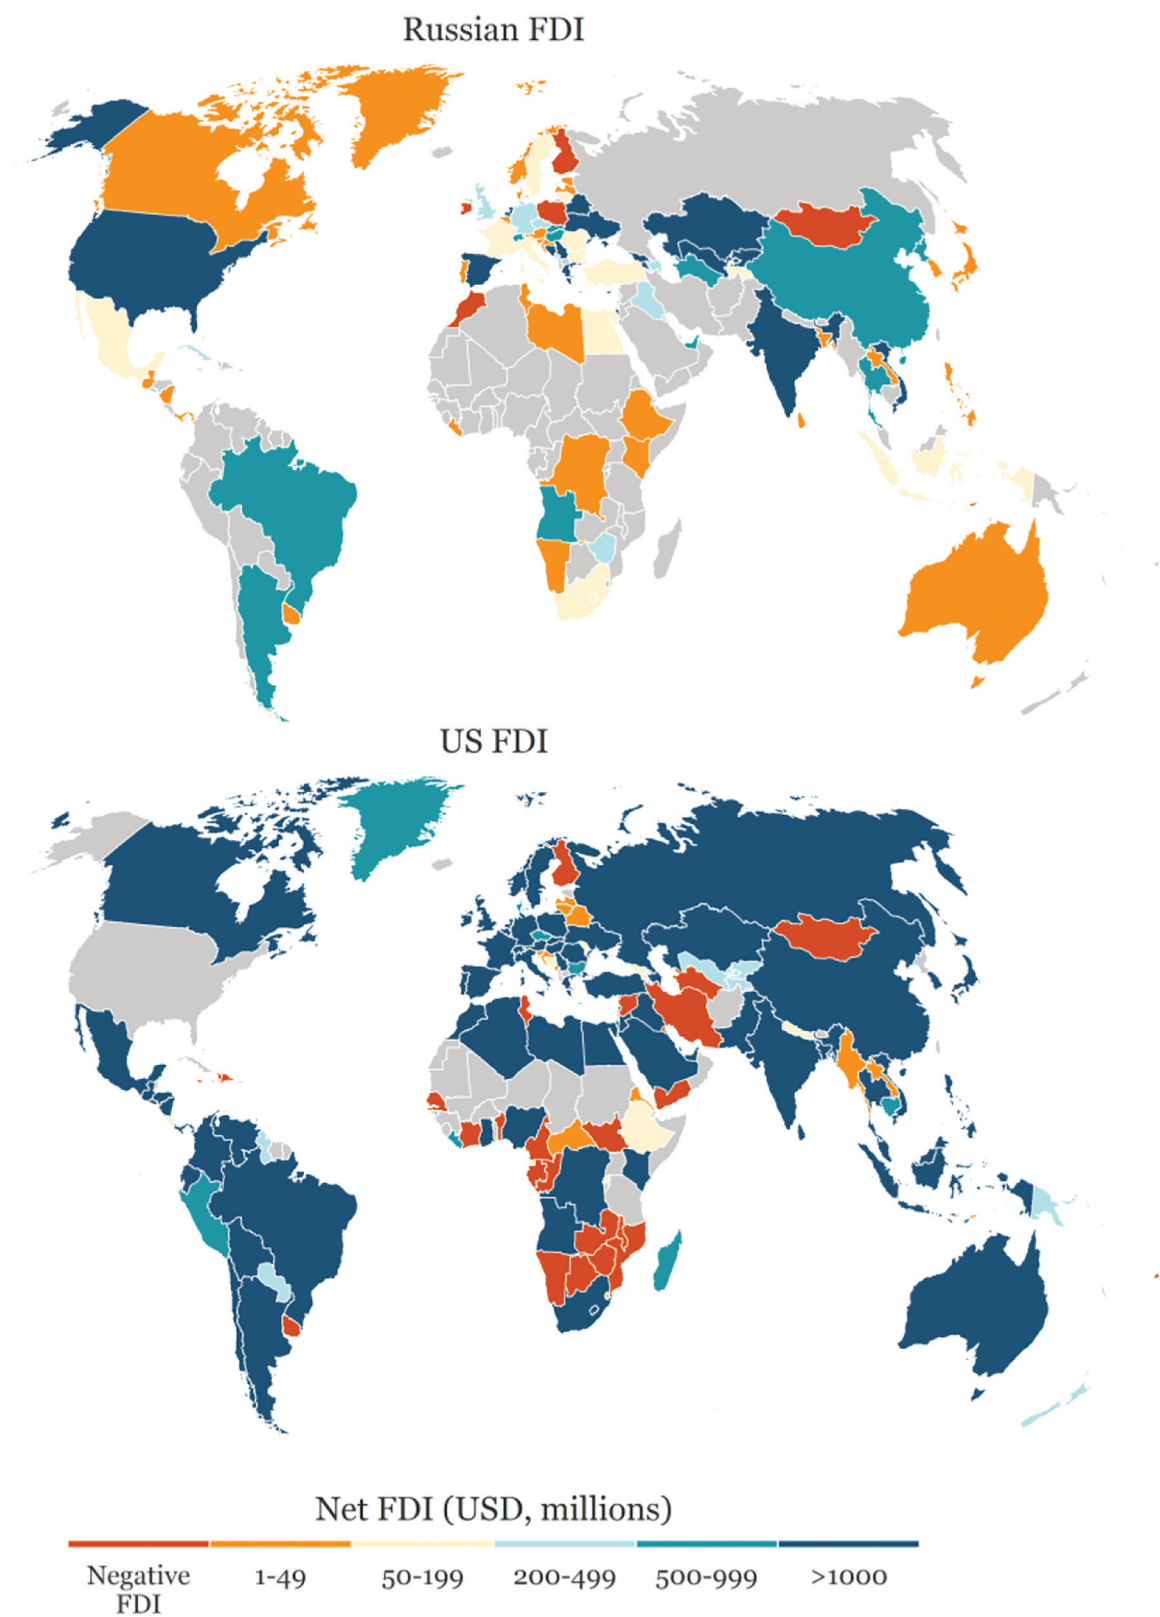 Russian FDI
US FDI
Net FDI (USD, millions)
Negative FDI
1-49
50-199
200-499
500-999
>1000